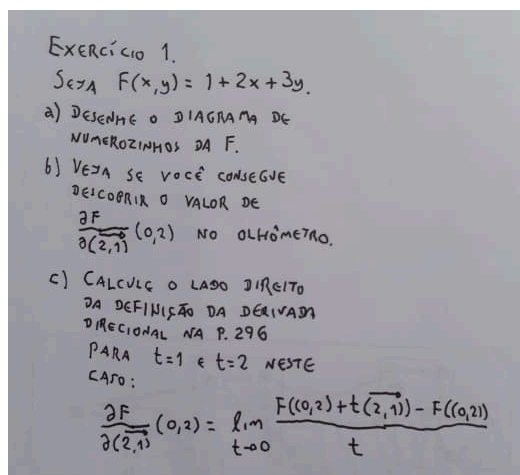 EXERCÍCIO 1.
SEJA F(x,y) = 1 + 2x + 3y.
a) DESENHE O DIAGRAMA DE
NUMEROZINHOS DA F.
b) VEJA SE VOCÊ CONSEGUE
DESCOBRIR O VALOR DE
∂F/∂(2,1)→ (0,2) NO OLHÔMETRO.
c) CALCULE O LADO DIREITO
DA DEFINIÇÃO DA DERIVADA
DIRECIONAL NA P. 296
PARA t=1 e t=2 NESTE
CASO:
∂F/∂(2,1)→ (0,2) = lim t→0 F((0,2) + t(2,1)→) - F((0,2)) / t